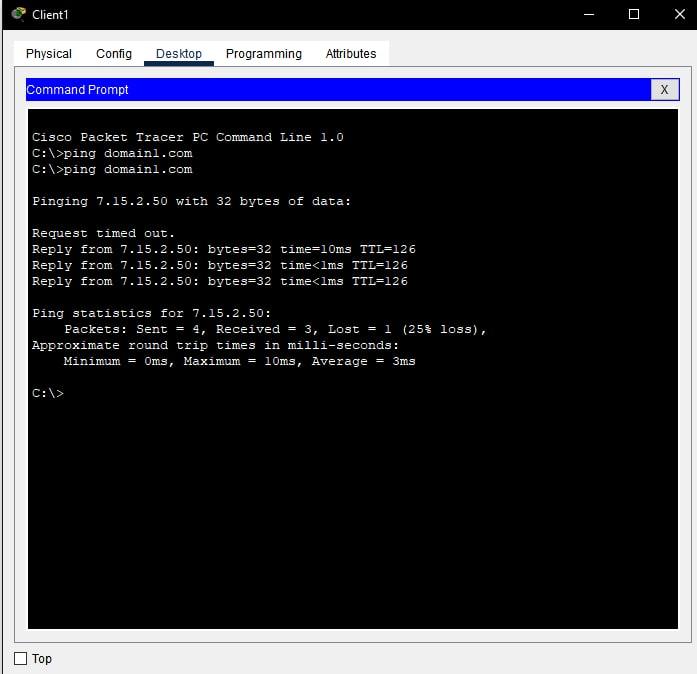 Client1
Physical Config Desktop Programming Attributes
Command Prompt X
Cisco Packet Tracer PC Command Line 1.0
C:\>ping domain1.com
C:\>ping domain1.com
Pinging 7.15.2.50 with 32 bytes of data:
Request timed out.
Reply from 7.15.2.50: bytes=32 time=10ms TTL=126
Reply from 7.15.2.50: bytes=32 time<1ms TTL=126
Reply from 7.15.2.50: bytes=32 time<1ms TTL=126
Ping statistics for 7.15.2.50:
Packets: Sent = 4, Received = 3, Lost = 1 (25% loss),
Approximate round trip times in milli-seconds:
Minimum = 0ms, Maximum = 10ms, Average = 3ms
C:\>
Top